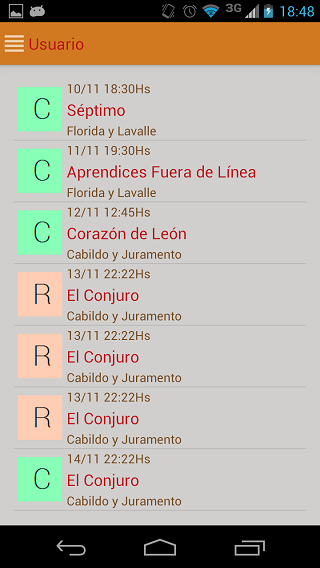 3G 18:48
Usuario
10/11 18:30Hs
C
Séptimo
Florida y Lavalle
11/11 19:30Hs
C
Aprendices Fuera de Línea
Florida y Lavalle
12/11 12:45Hs
C
Corazón de León
Cabildo y Juramento
13/11 22:22Hs
R
El Conjuro
Cabildo y Juramento
13/11 22:22Hs
R
El Conjuro
Cabildo y Juramento
13/11 22:22Hs
R
El Conjuro
Cabildo y Juramento
14/11 22:22Hs
C
El Conjuro
Cabildo y Juramento